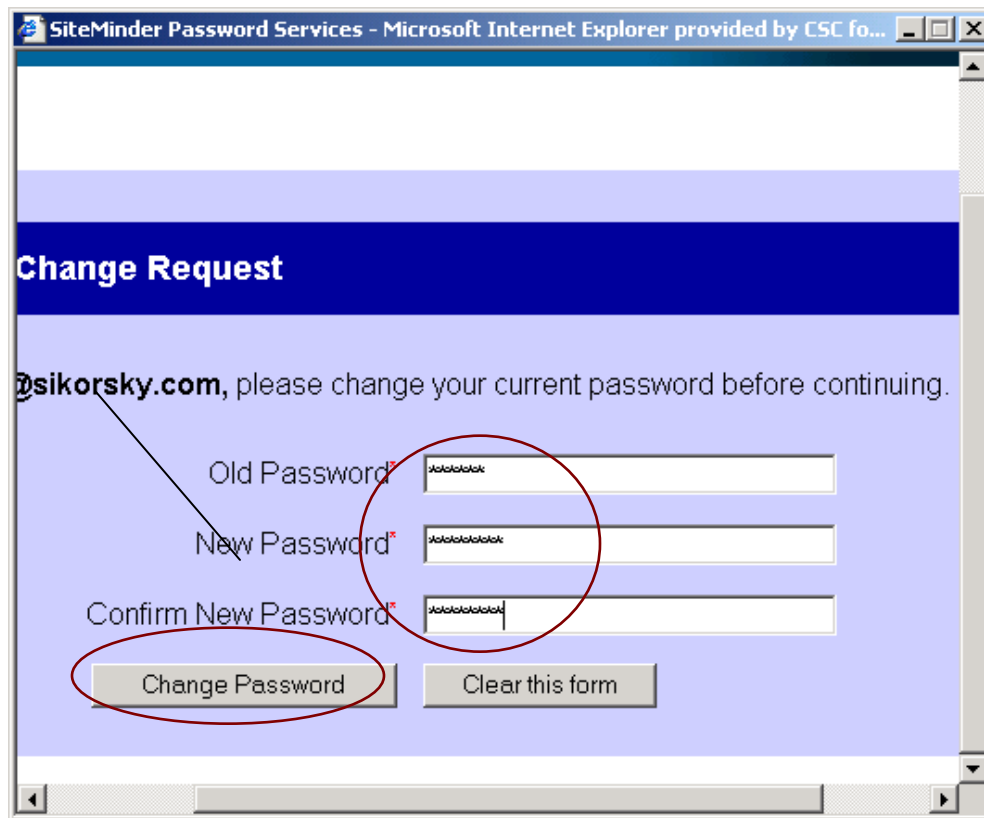 SiteMinder Password Services - Microsoft Internet Explorer provided by CSC fo...
Change Request
@sikorsky.com, please change your current password before continuing.
Old Password* *******
New Password* *********
Confirm New Password* *********
Change Password Clear this form